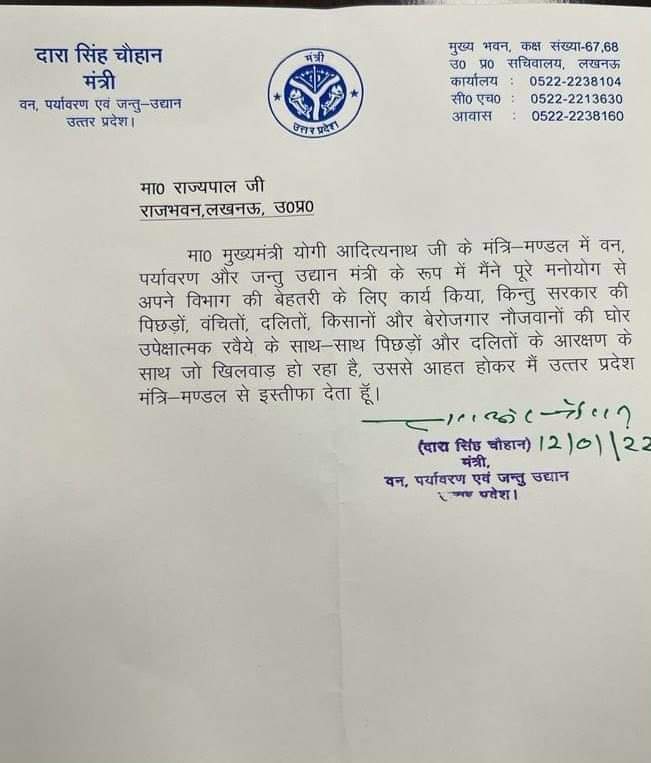 दारा सिंह चौहान
मंत्री
वन, पर्यावरण एवं जन्तु–उद्यान
उत्तर प्रदेश।
मंत्री
उत्तर प्रदेश
मुख्य भवन, कक्ष संख्या-67,68
उ0 प्र0 सचिवालय, लखनऊ
कार्यालय : 0522-2238104
सी0 एच0 : 0522-2213630
आवास : 0522-2238160
मा0 राज्यपाल जी
राजभवन,लखनऊ, उ0प्र0
मा0 मुख्यमंत्री योगी आदित्यनाथ जी के मंत्रि–मण्डल में वन,
पर्यावरण और जन्तु उद्यान मंत्री के रूप में मैंने पूरे मनोयोग से
अपने विभाग की बेहतरी के लिए कार्य किया, किन्तु सरकार की
पिछड़ों, वंचितों, दलितों, किसानों और बेरोजगार नौजवानों की घोर
उपेक्षात्मक रवैये के साथ–साथ पिछड़ों और दलितों के आरक्षण के
साथ जो खिलवाड़ हो रहा है, उससे आहत होकर मैं उत्तर प्रदेश
मंत्रि–मण्डल से इस्तीफा देता हूँ।
(दारा सिंह चौहान) 12/01/22
मंत्री,
वन, पर्यावरण एवं जन्तु उद्यान
प्रदेश।